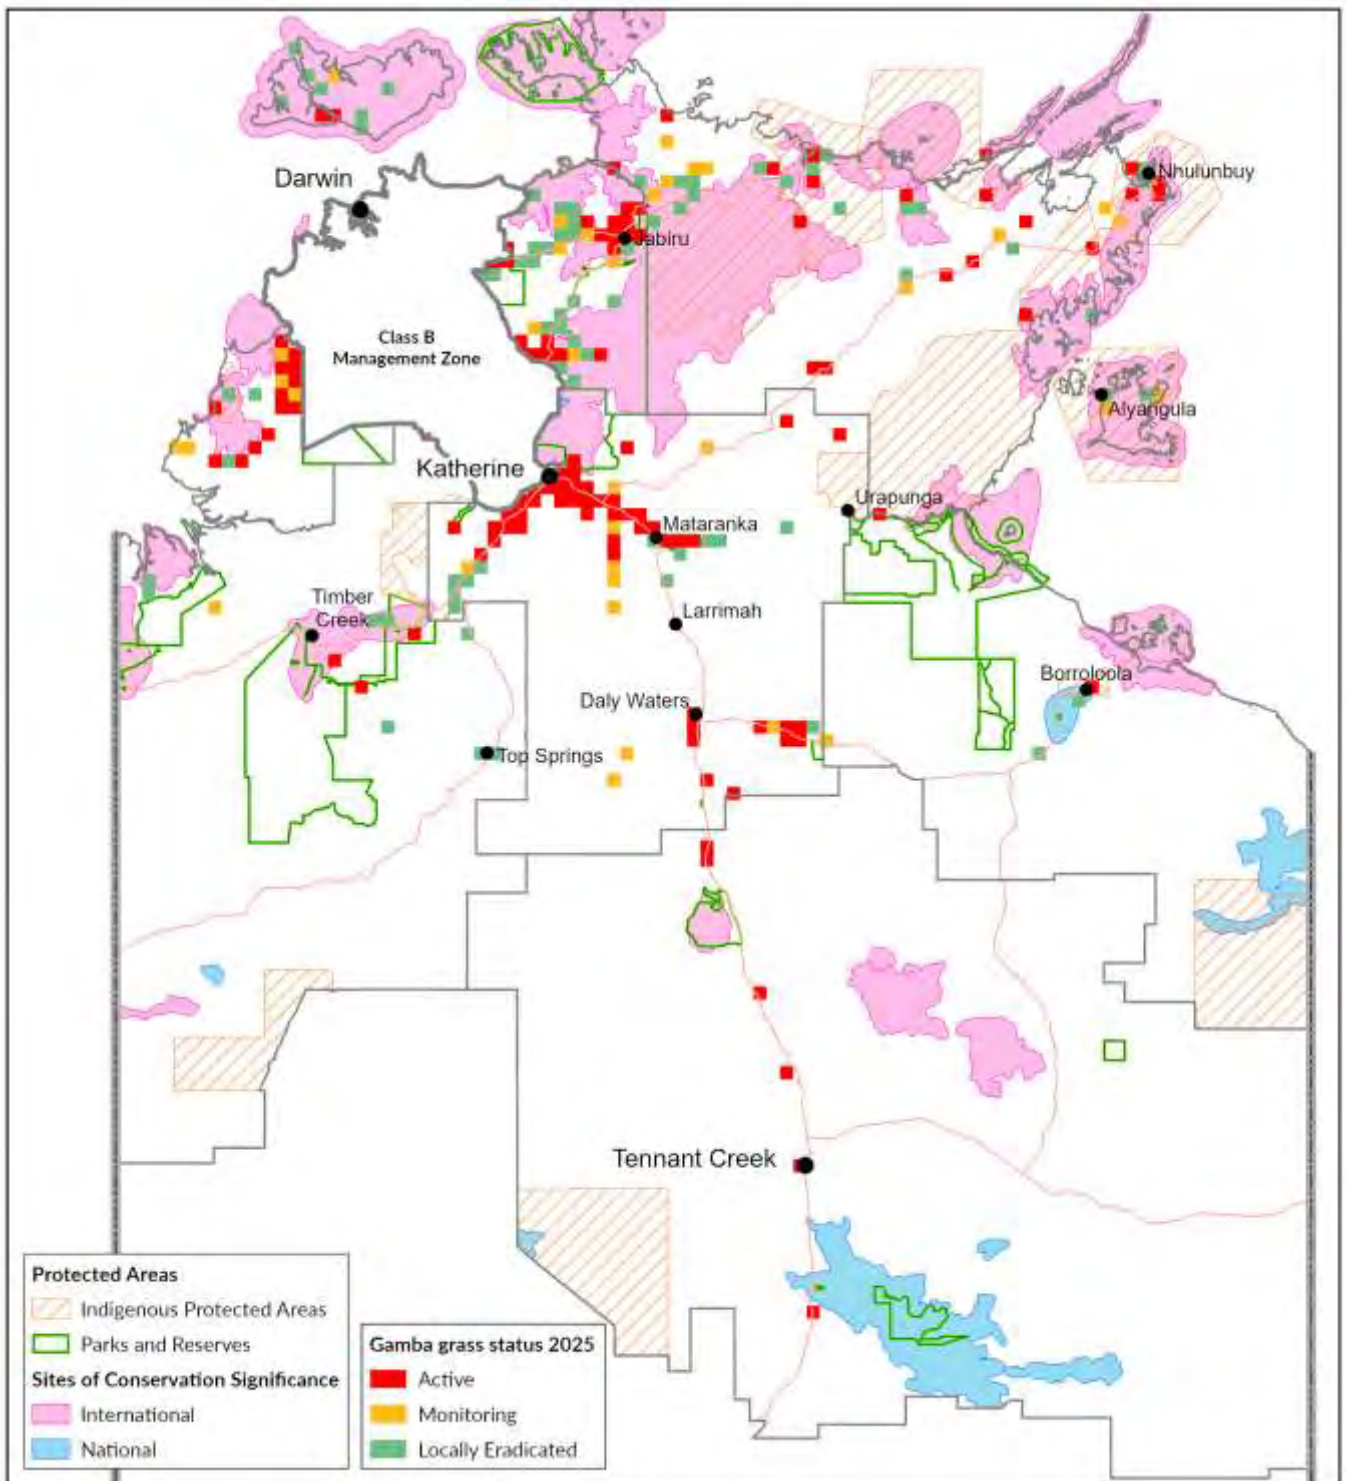 Darwin
Nhulunbuy
Jabiru
Class B
Management Zone
Alyangula
Katherine
Urapunga
Mataranka
Timber
Creek
Larrimah
Borroloola
Daly Waters
Top Springs
Tennant Creek
Protected Areas
Indigenous Protected Areas
Parks and Reserves
Sites of Conservation Significance
International
National
Gamba grass status 2025
Active
Monitoring
Locally Eradicated